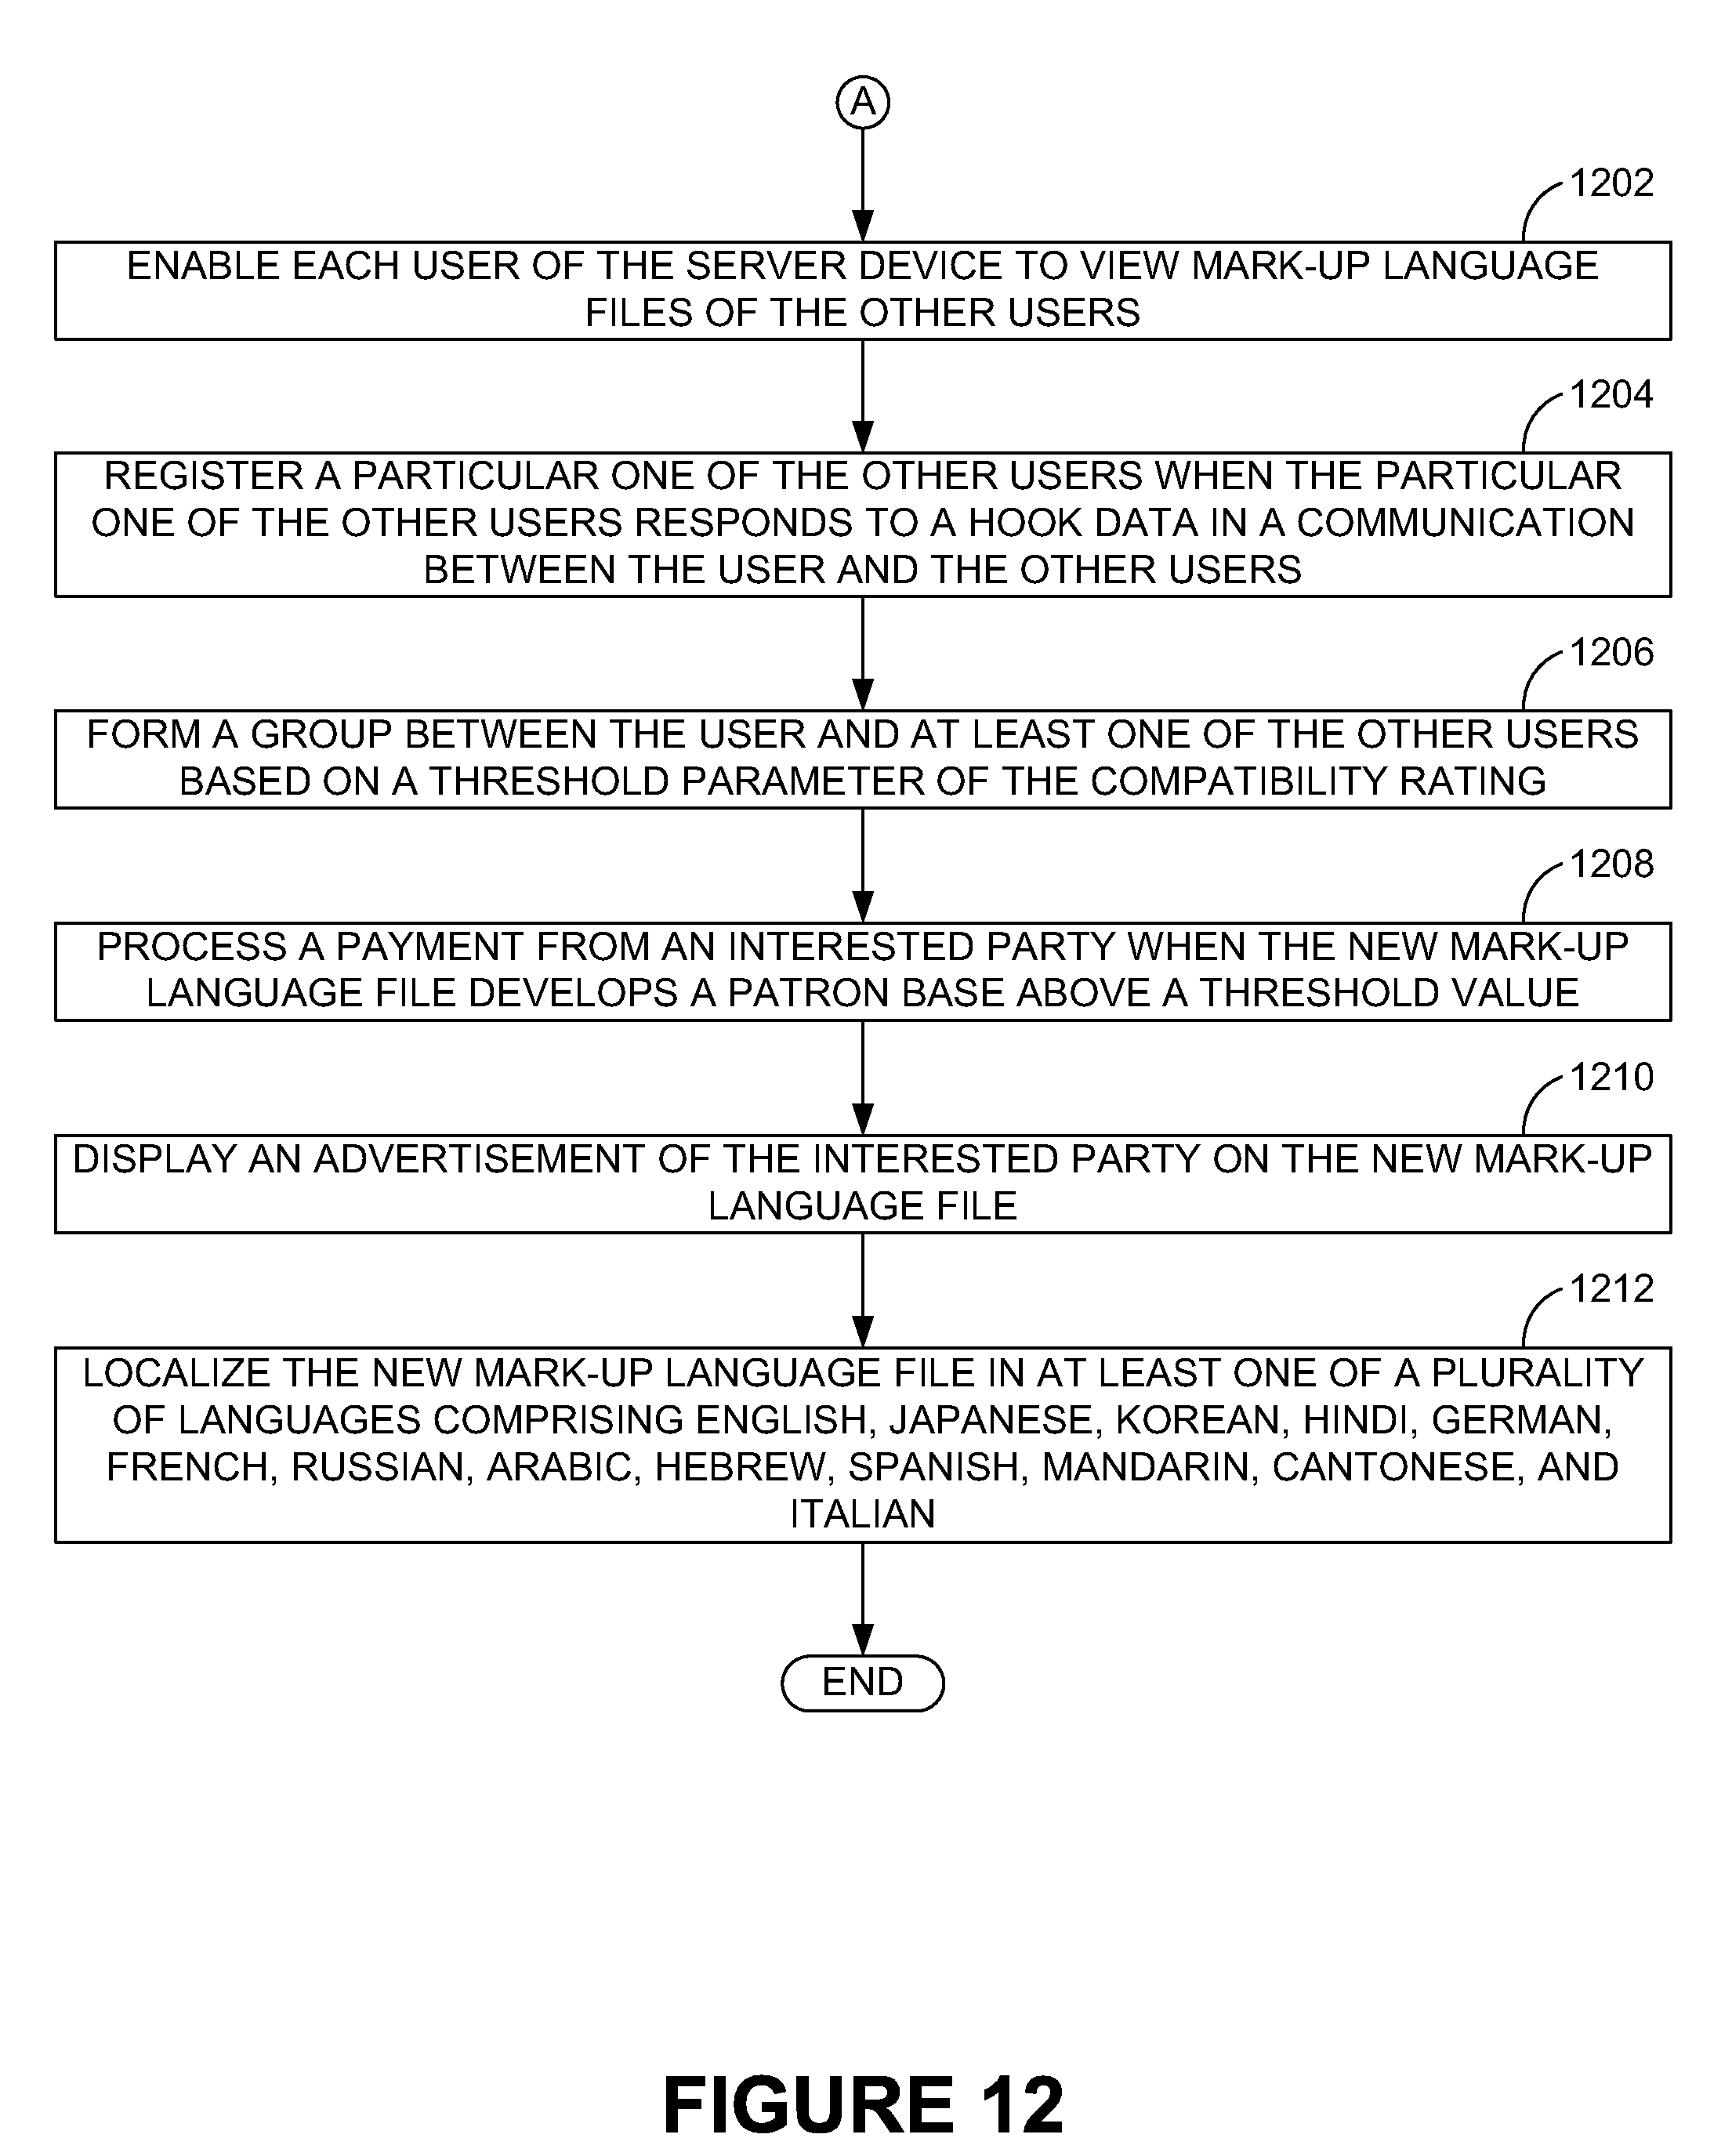 A
1202
ENABLE EACH USER OF THE SERVER DEVICE TO VIEW MARK-UP LANGUAGE
FILES OF THE OTHER USERS
1204
REGISTER A PARTICULAR ONE OF THE OTHER USERS WHEN THE PARTICULAR
ONE OF THE OTHER USERS RESPONDS TO A HOOK DATA IN A COMMUNICATION
BETWEEN THE USER AND THE OTHER USERS
1206
FORM A GROUP BETWEEN THE USER AND AT LEAST ONE OF THE OTHER USERS
BASED ON A THRESHOLD PARAMETER OF THE COMPATIBILITY RATING
1208
PROCESS A PAYMENT FROM AN INTERESTED PARTY WHEN THE NEW MARK-UP
LANGUAGE FILE DEVELOPS A PATRON BASE ABOVE A THRESHOLD VALUE
1210
DISPLAY AN ADVERTISEMENT OF THE INTERESTED PARTY ON THE NEW MARK-UP
LANGUAGE FILE
1212
LOCALIZE THE NEW MARK-UP LANGUAGE FILE IN AT LEAST ONE OF A PLURALITY
OF LANGUAGES COMPRISING ENGLISH, JAPANESE, KOREAN, HINDI, GERMAN,
FRENCH, RUSSIAN, ARABIC, HEBREW, SPANISH, MANDARIN, CANTONESE, AND
ITALIAN
END
FIGURE 12